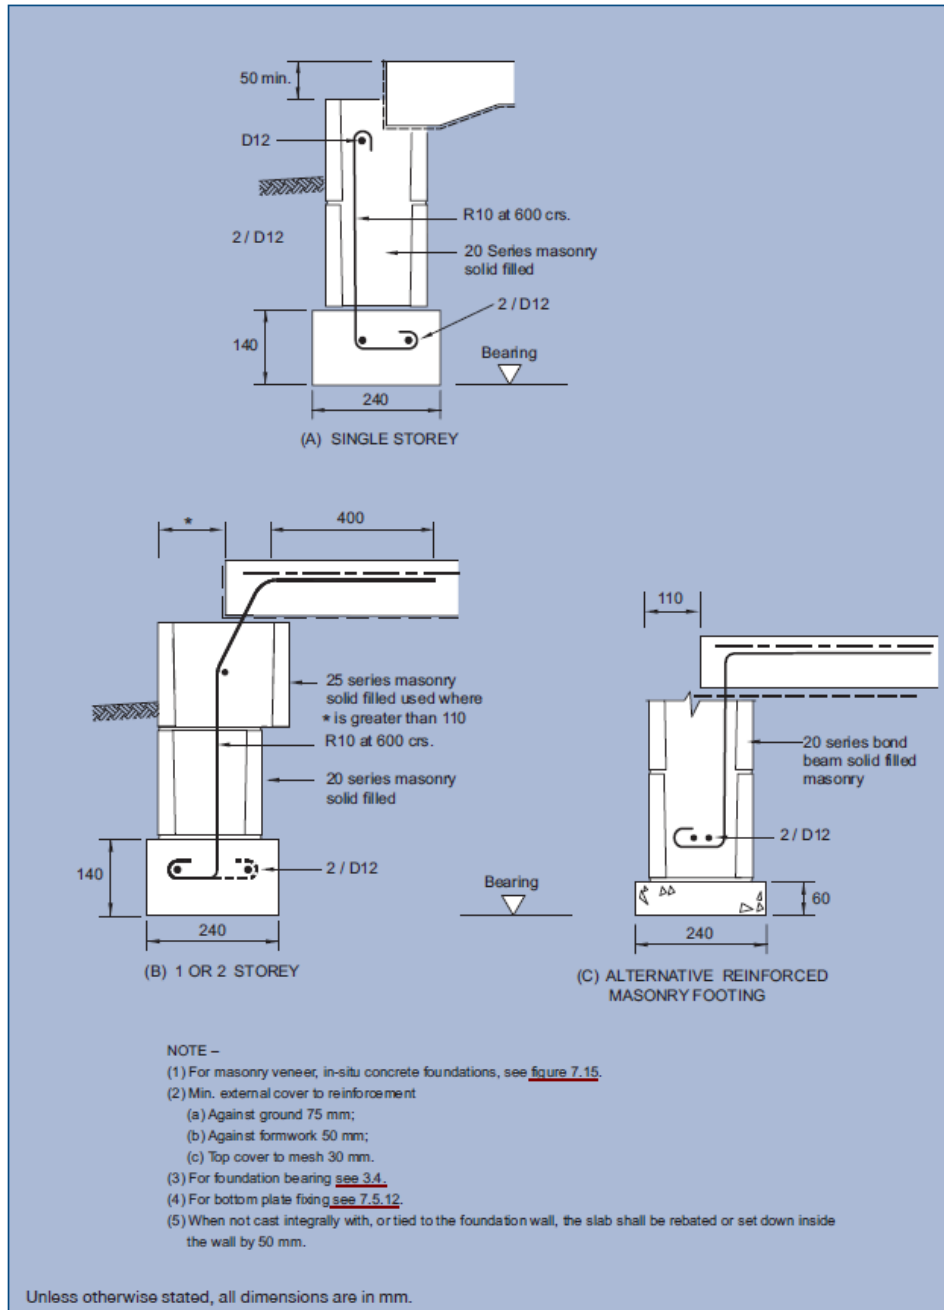 50 min.
D12
R10 at 600 crs.
2 / D12
20 Series masonry
solid filled
2 / D12
140
Bearing
240
(A) SINGLE STOREY
*
400
110
25 series masonry
solid filled used where
* is greater than 110
R10 at 600 crs.
20 series masonry
solid filled
20 series bond
beam solid filled
masonry
2 / D12
140
2 / D12
Bearing
60
240
240
(B) 1 OR 2 STOREY
(C) ALTERNATIVE REINFORCED
MASONRY FOOTING
NOTE –
(1) For masonry veneer, in-situ concrete foundations, see figure 7.15.
(2) Min. external cover to reinforcement
(a) Against ground 75 mm;
(b) Against formwork 50 mm;
(c) Top cover to mesh 30 mm.
(3) For foundation bearing see 3.4.
(4) For bottom plate fixing see 7.5.12.
(5) When not cast integrally with, or tied to the foundation wall, the slab shall be rebated or set down inside
the wall by 50 mm.
Unless otherwise stated, all dimensions are in mm.